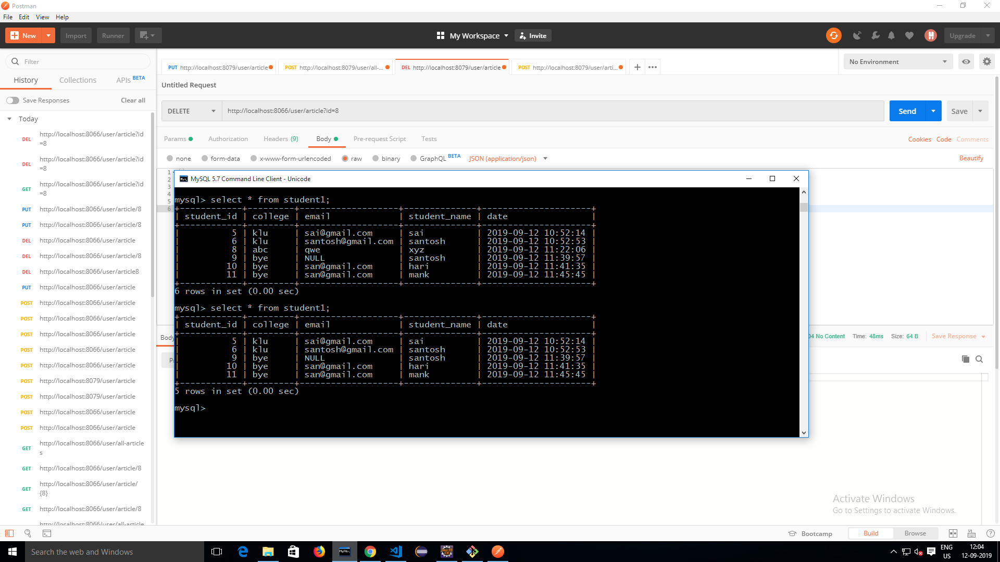 Postman
File Edit View Help
New Import Runner My Workspace Invite Upgrade
Filter
History Collections APIs BETA
Save Responses Clear all
Today
DEL http://localhost:8066/user/article?id
=8
DEL http://localhost:8066/user/article?id
=8
GET http://localhost:8066/user/article?id
=8
PUT http://localhost:8066/user/article/8
PUT http://localhost:8066/user/article/8
DEL http://localhost:8066/user/article
DEL http://localhost:8066/user/article/8
DEL http://localhost:8066/user/article8
PUT http://localhost:8066/user/article
POST http://localhost:8066/user/article
POST http://localhost:8066/user/article
POST http://localhost:8066/user/article
POST http://localhost:8066/user/article
POST http://localhost:8066/user/article
POST http://localhost:8079/user/article
POST http://localhost:8079/user/article
POST http://localhost:8066/user/article
POST http://localhost:8066/user/article
GET http://localhost:8066/user/all-article
s
GET http://localhost:8066/user/article/8
GET http://localhost:8066/user/article/
{8}
GET http://localhost:8066/user/article/8
http://localhost:8066/user/all-article
PUT http://localhost:8079/user/article POST http://localhost:8079/user/all-... DEL http://localhost:8079/user/article POST http://localhost:8079/user/arti... + •••
No Environment
Untitled Request
DELETE http://localhost:8066/user/article?id=8 Send Save
Params Authorization Headers (9) Body Pre-request Script Tests Cookies Code Comments
none form-data x-www-form-urlencoded raw binary GraphQL BETA JSON (application/json) Beautify
1
2
3
4
5
6
MySQL 5.7 Command Line Client - Unicode
mysql> select * from student1;
+------------+---------+-------------------+--------------+---------------------+
| student_id | college | email             | student_name | date                |
+------------+---------+-------------------+--------------+---------------------+
|          5 | klu     | sai@gmail.com     | sai          | 2019-09-12 10:52:14 |
|          6 | klu     | santosh@gmail.com | santosh      | 2019-09-12 10:52:53 |
|          8 | abc     | qwe               | xyz          | 2019-09-12 11:22:06 |
|          9 | bye     | NULL              | santosh      | 2019-09-12 11:39:57 |
|         10 | bye     | san@gmail.com     | hari         | 2019-09-12 11:41:35 |
|         11 | bye     | san@gmail.com     | mank         | 2019-09-12 11:45:45 |
+------------+---------+-------------------+--------------+---------------------+
6 rows in set (0.00 sec)
mysql> select * from student1;
+------------+---------+-------------------+--------------+---------------------+
| student_id | college | email             | student_name | date                |
+------------+---------+-------------------+--------------+---------------------+
|          5 | klu     | sai@gmail.com     | sai          | 2019-09-12 10:52:14 |
|          6 | klu     | santosh@gmail.com | santosh      | 2019-09-12 10:52:53 |
|          9 | bye     | NULL              | santosh      | 2019-09-12 11:39:57 |
|         10 | bye     | san@gmail.com     | hari         | 2019-09-12 11:41:35 |
|         11 | bye     | san@gmail.com     | mank         | 2019-09-12 11:45:45 |
+------------+---------+-------------------+--------------+---------------------+
5 rows in set (0.00 sec)
mysql>
Body 04 No Content Time: 48ms Size: 64 B Save Response
Activate Windows
Go to Settings to activate Windows.
Bootcamp Build Browse
Search the web and Windows
ENG
US
12:04
12-09-2019